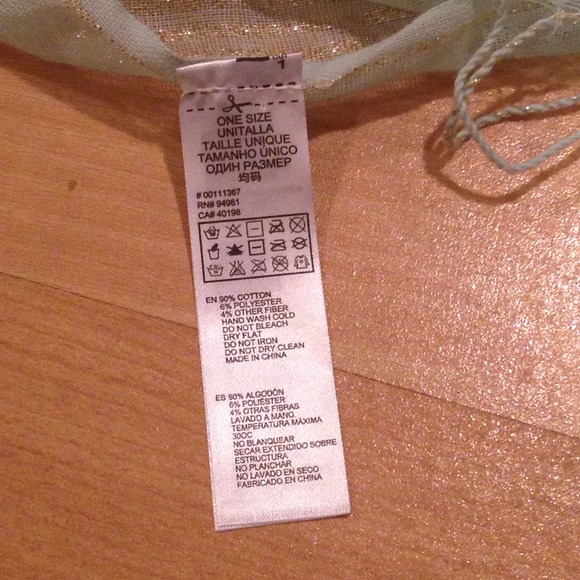 1
ONE SIZE
UNITALLA
TAILLE UNIQUE
TAMANHO ÚNICO
ОДИН РАЗМЕР
均码
# 00111367
RN# 94981
CA# 40196
EN 90% COTTON
6% POLYESTER
4% OTHER FIBER
HAND WASH COLD
DO NOT BLEACH
DRY FLAT
DO NOT IRON
DO NOT DRY CLEAN
MADE IN CHINA
ES 90% ALGODÓN
6% POLIÉSTER
4% OTRAS FIBRAS
LAVADO A MANO.
TEMPERATURA MÁXIMA
30OC
NO BLANQUEAR
SECAR EXTENDIDO SOBRE
ESTRUCTURA
NO PLANCHAR
NO LAVADO EN SECO
FABRICADO EN CHINA